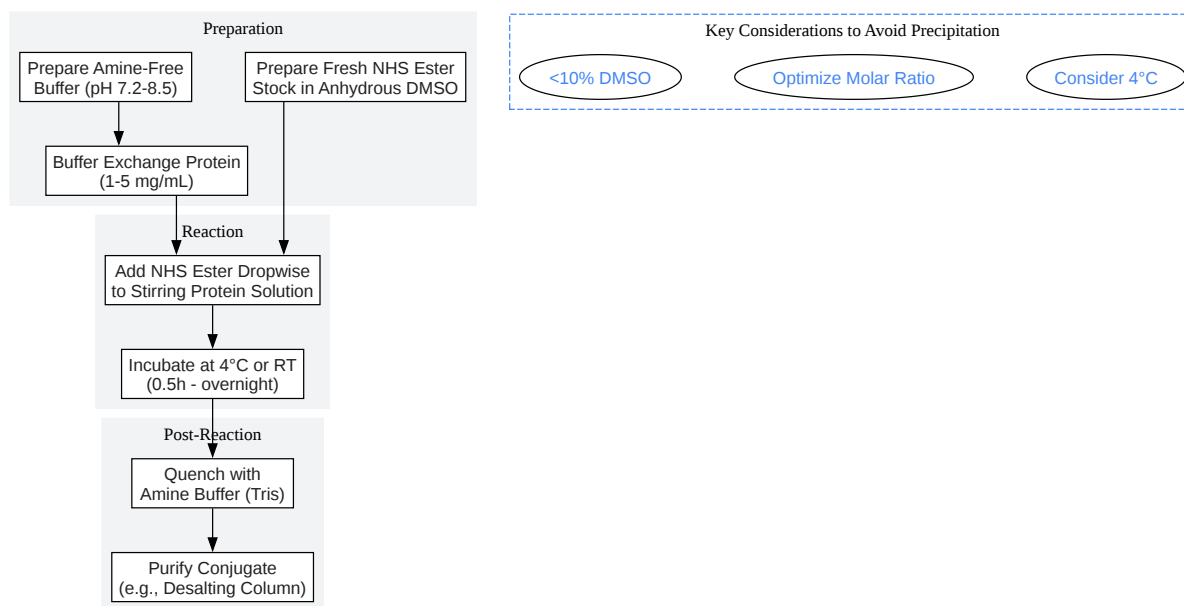 Preparation
Prepare Amine-Free
Buffer (pH 7.2-8.5)
Prepare Fresh NHS Ester
Stock in Anhydrous DMSO
Buffer Exchange Protein
(1-5 mg/mL)
Reaction
Add NHS Ester Dropwise
to Stirring Protein Solution
Incubate at 4°C or RT
(0.5h - overnight)
Post-Reaction
Quench with
Amine Buffer (Tris)
Purify Conjugate
(e.g., Desalting Column)
Key Considerations to Avoid Precipitation
<10% DMSO
Optimize Molar Ratio
Consider 4°C